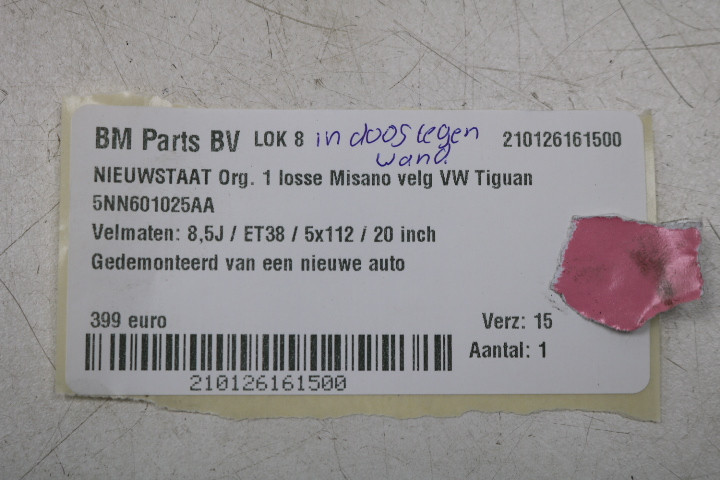 BM Parts BV LOK 8 in doos tegen wand. 210126161500
NIEUWSTAAT Org. 1 losse Misano velg VW Tiguan
5NN601025AA
Velmaten: 8,5J / ET38 / 5x112 / 20 inch
Gedemonteerd van een nieuwe auto
399 euro Verz: 15
Aantal: 1
210126161500